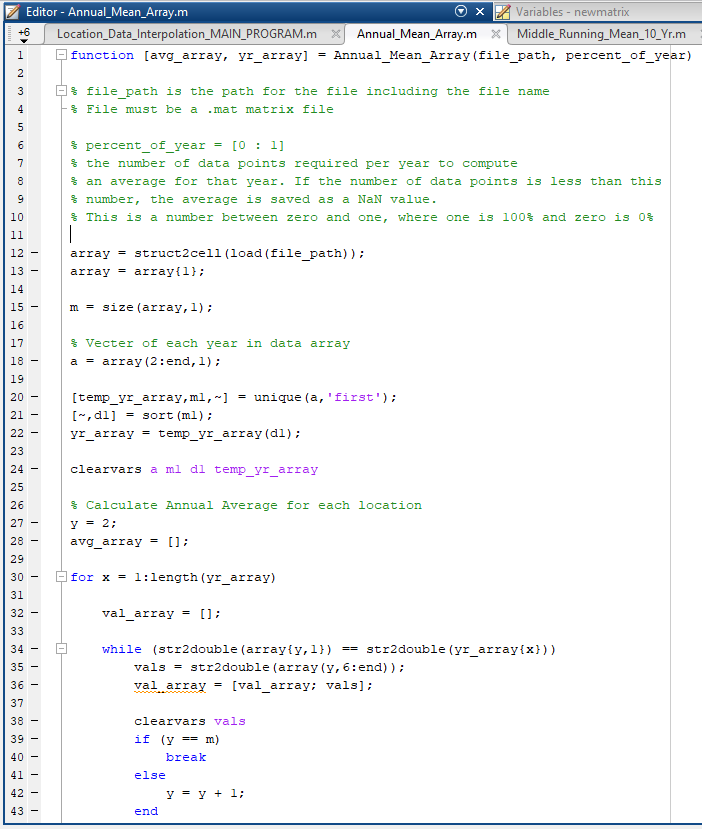 Editor - Annual_Mean_Array.m
Variables - newmatrix
+6 Location_Data_Interpolation_MAIN_PROGRAM.m Annual_Mean_Array.m Middle_Running_Mean_10_Yr.m
1 function [avg_array, yr_array] = Annual_Mean_Array(file_path, percent_of_year)
2
3 % file_path is the path for the file including the file name
4 % File must be a .mat matrix file
5
6 % percent_of_year = [0 : 1]
7 % the number of data points required per year to compute
8 % an average for that year. If the number of data points is less than this
9 % number, the average is saved as a NaN value.
10 % This is a number between zero and one, where one is 100% and zero is 0%
11
12 – array = struct2cell(load(file_path));
13 – array = array{1};
14
15 – m = size(array,1);
16
17 % Vecter of each year in data array
18 – a = array(2:end,1);
19
20 – [temp_yr_array,m1,~] = unique(a,'first');
21 – [~,d1] = sort(m1);
22 – yr_array = temp_yr_array(d1);
23
24 – clearvars a m1 d1 temp_yr_array
25
26 % Calculate Annual Average for each location
27 – y = 2;
28 – avg_array = [];
29
30 – for x = 1:length(yr_array)
31
32 – val_array = [];
33
34 – while (str2double(array{y,1}) == str2double(yr_array{x}))
35 – vals = str2double(array(y,6:end));
36 – val_array = [val_array; vals];
37
38 – clearvars vals
39 – if (y == m)
40 – break
41 – else
42 – y = y + 1;
43 – end